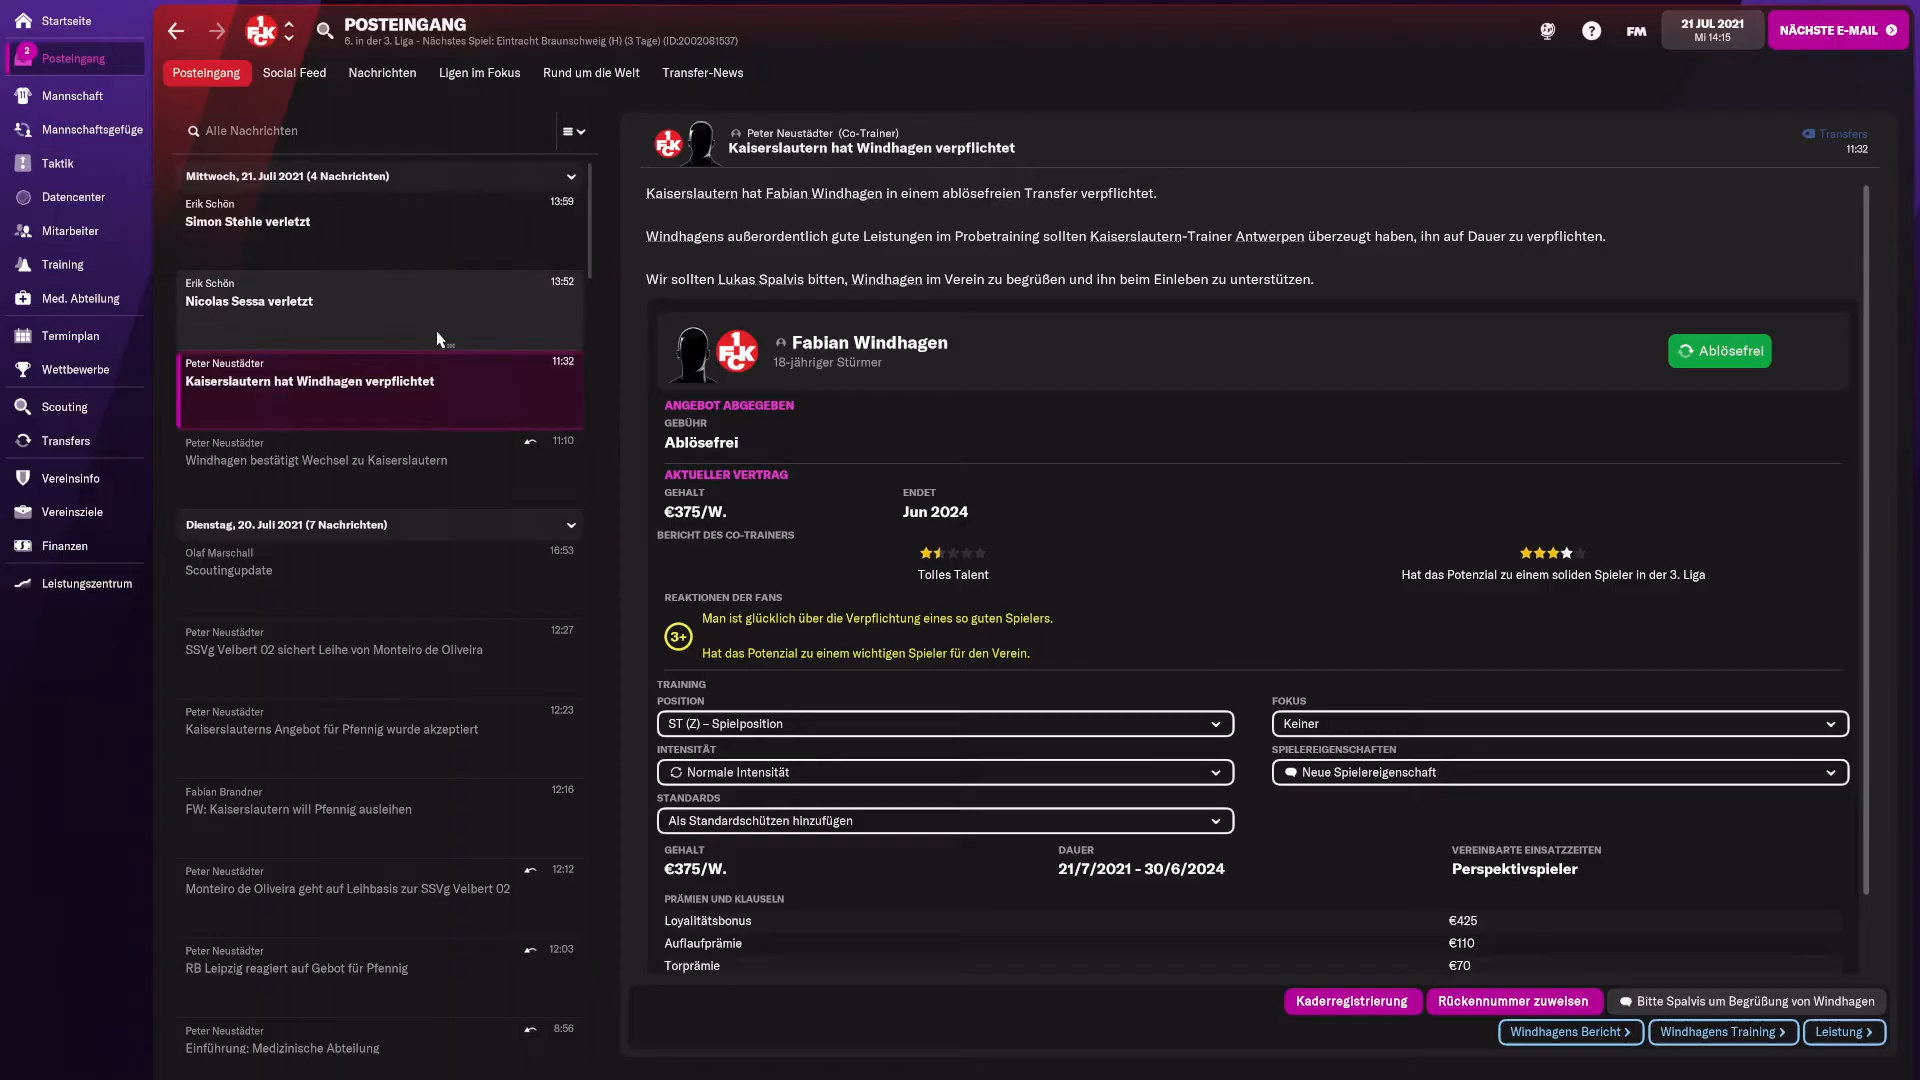 Startseite
2
Posteingang
Mannschaft
Mannschaftsgefüge
Taktik
Datencenter
Mitarbeiter
Training
Med. Abteilung
Terminplan
Wettbewerbe
Scouting
Transfers
Vereinsinfo
Vereinsziele
Finanzen
Leistungszentrum
POSTEINGANG
6. in der 3. Liga - Nächstes Spiel: Eintracht Braunschweig (H) (3 Tage) (ID:2002081537)
FM
21 JUL 2021
Mi 14:15
NÄCHSTE E-MAIL
Posteingang
Social Feed
Nachrichten
Ligen im Fokus
Rund um die Welt
Transfer-News
Alle Nachrichten
Mittwoch, 21. Juli 2021 (4 Nachrichten)
Erik Schön 13:59
Simon Stehle verletzt
Erik Schön 13:52
Nicolas Sessa verletzt
Peter Neustädter 11:32
Kaiserslautern hat Windhagen verpflichtet
Peter Neustädter 11:10
Windhagen bestätigt Wechsel zu Kaiserslautern
Dienstag, 20. Juli 2021 (7 Nachrichten)
Olaf Marschall 16:53
Scoutingupdate
Peter Neustädter 12:27
SSVg Velbert 02 sichert Leihe von Monteiro de Oliveira
Peter Neustädter 12:23
Kaiserslauterns Angebot für Pfennig wurde akzeptiert
Fabian Brandner 12:16
FW: Kaiserslautern will Pfennig ausleihen
Peter Neustädter 12:12
Monteiro de Oliveira geht auf Leihbasis zur SSVg Velbert 02
Peter Neustädter 12:03
RB Leipzig reagiert auf Gebot für Pfennig
Peter Neustädter 8:56
Einführung: Medizinische Abteilung
Peter Neustädter (Co-Trainer)
Kaiserslautern hat Windhagen verpflichtet
Transfers
11:32
Kaiserslautern hat Fabian Windhagen in einem ablösefreien Transfer verpflichtet.
Windhagens außerordentlich gute Leistungen im Probetraining sollten Kaiserslautern-Trainer Antwerpen überzeugt haben, ihn auf Dauer zu verpflichten.
Wir sollten Lukas Spalvis bitten, Windhagen im Verein zu begrüßen und ihn beim Einleben zu unterstützen.
Fabian Windhagen
18-jähriger Stürmer
Ablösefrei
ANGEBOT ABGEGEBEN
GEBÜHR
Ablösefrei
AKTUELLER VERTRAG
GEHALT ENDET
€375/W. Jun 2024
BERICHT DES CO-TRAINERS
Tolles Talent
Hat das Potenzial zu einem soliden Spieler in der 3. Liga
REAKTIONEN DER FANS
Man ist glücklich über die Verpflichtung eines so guten Spielers.
3+
Hat das Potenzial zu einem wichtigen Spieler für den Verein.
TRAINING
POSITION FOKUS
ST (Z) – Spielposition Keiner
INTENSITÄT SPIELEREIGENSCHAFTEN
Normale Intensität Neue Spielereigenschaft
STANDARDS
Als Standardschützen hinzufügen
GEHALT DAUER VEREINBARTE EINSATZZEITEN
€375/W. 21/7/2021 - 30/6/2024 Perspektivspieler
PRÄMIEN UND KLAUSELN
Loyalitätsbonus €425
Auflaufprämie €110
Torprämie €70
Kaderregistrierung
Rückennummer zuweisen
Bitte Spalvis um Begrüßung von Windhagen
Windhagens Bericht
Windhagens Training
Leistung